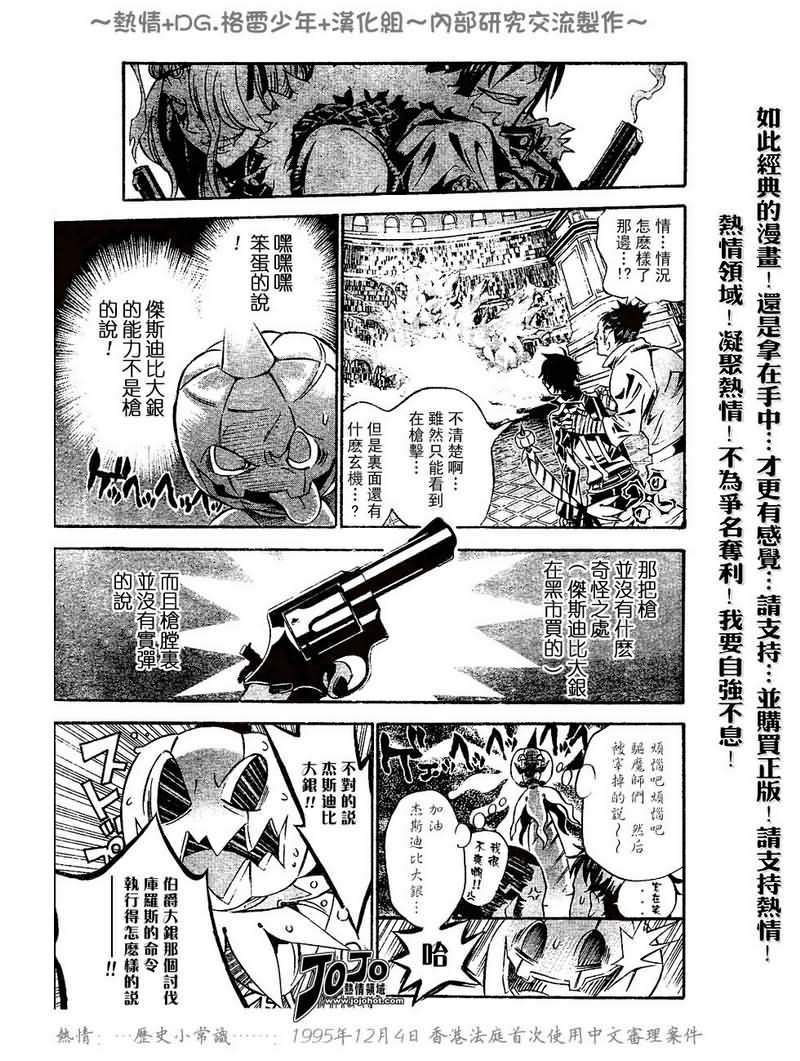 ～熱情+DG.格雷少年+漢化組～內部研究交流製作～
如此經典的漫畫！還是拿在手中…才更有感覺…請支持…並購買正版！請支持熱情！
熱情領域！凝聚熱情！不為爭名奪利！我要自強不息！
情…情況
怎麼樣了
那邊…?
不清楚啊…
雖然只能看到
在槍擊…
但是裏面還有
什麼玄機…?
嘿嘿嘿
笨蛋的說
！
傑斯迪比大銀
的能力不是槍
的說！
那把槍
並沒有什麼
奇怪之處
（傑斯迪比大銀
在黑市買的）
而且槍膛裏
並沒有實彈
的說
煩惱吧煩惱吧
驅魔師們 然后
被宰掉的說～～
加油
杰斯迪比大銀…
我很
不爽啊!!
哈
不對的說
杰斯迪比
大銀!!
伯爵大銀那個討伐
庫羅斯的命令
執行得怎麼樣的說
——!!
JOJO
熱情領域
www.jojohot.com
熱情：…歷史小常識……：1995年12月4日 香港法庭首次使用中文審理案件